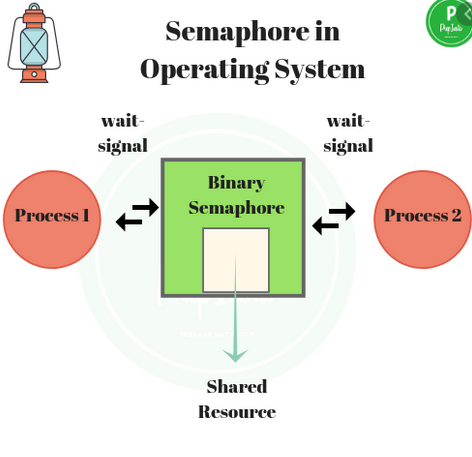 Semaphore in
Operating System
wait-
signal
wait-
signal
Process 1
Binary
Semaphore
Process 2
Shared
Resource